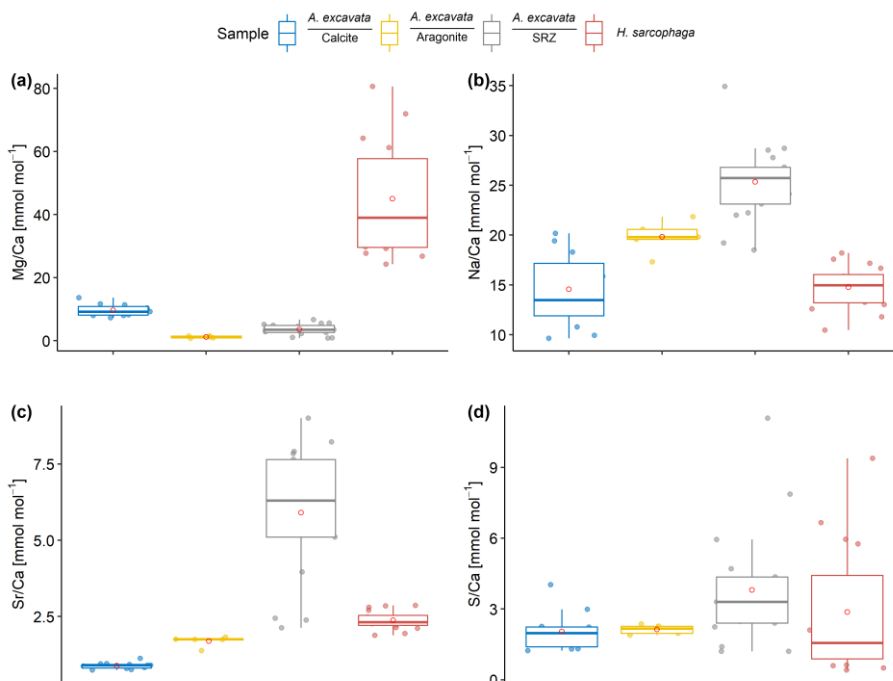 Sample
A. excavata
Calcite
A. excavata
Aragonite
A. excavata
SRZ
H. sarcophaga
(a)
Mg/Ca [mmol mol⁻¹]
80
60
40
20
0
(b)
Na/Ca [mmol mol⁻¹]
35
30
25
20
15
10
(c)
Sr/Ca [mmol mol⁻¹]
7.5
5.0
2.5
(d)
S/Ca [mmol mol⁻¹]
9
6
3
0